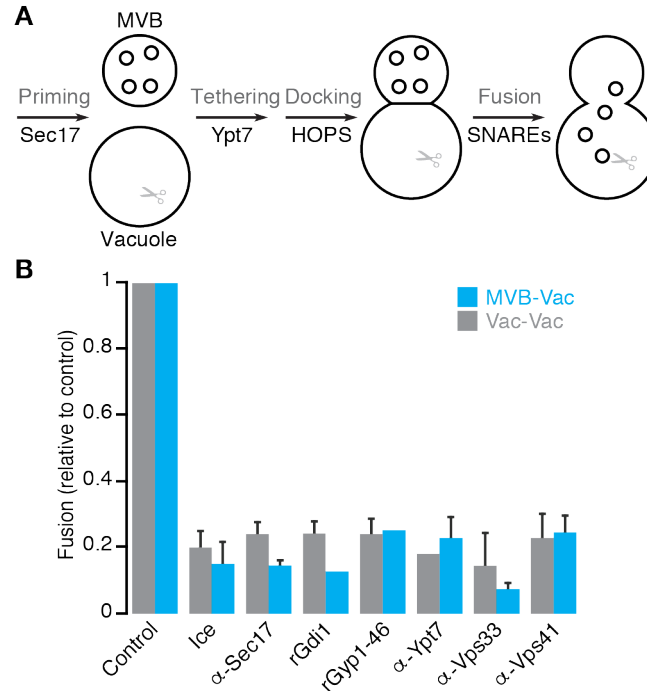 A
MVB
Priming Tethering Docking Fusion
Sec17 Ypt7 HOPS SNAREs
Vacuole
B
Fusion (relative to control)
1
0.8
0.6
0.4
0.2
0
MVB-Vac
Vac-Vac
Control
Ice
α-Sec17
rGdi1
rGyp1-46
α-Ypt7
α-Vps33
α-Vps41